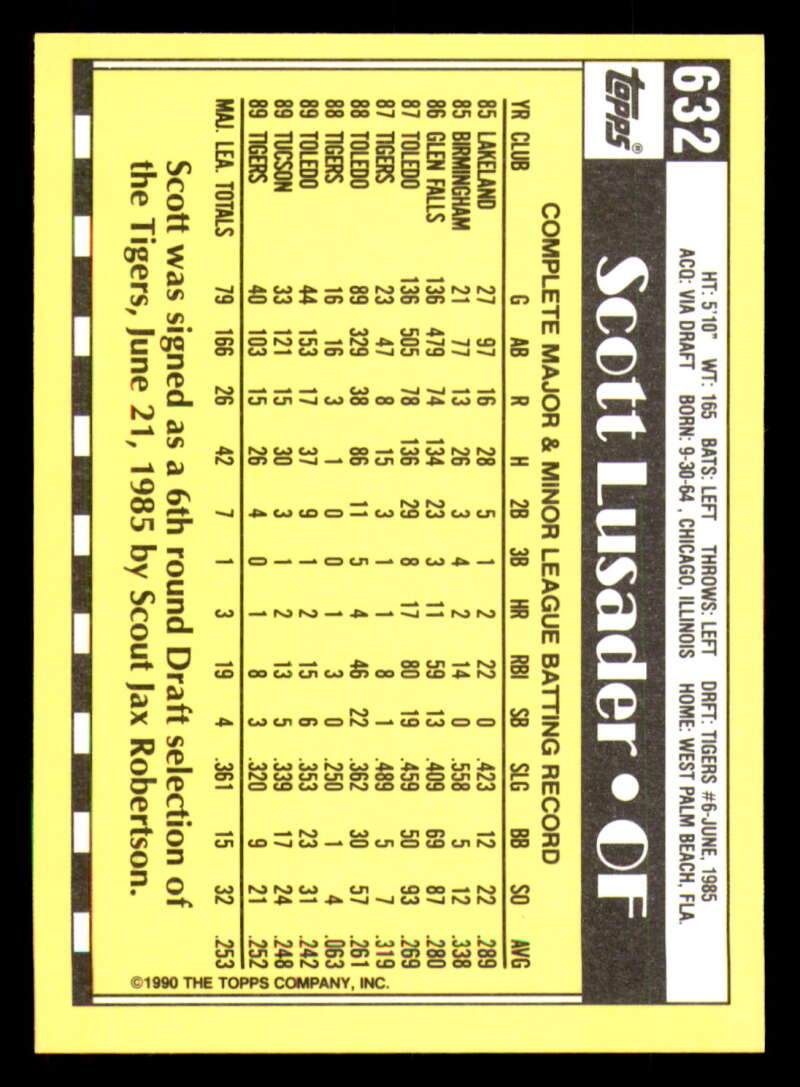 632
topps®
HT: 5'10" WT: 165 BATS: LEFT THROWS: LEFT DRFT: TIGERS #6-JUNE, 1985
ACQ: VIA DRAFT BORN: 9-30-64 , CHICAGO, ILLINOIS HOME: WEST PALM BEACH, FLA.
Scott Lusader • OF
COMPLETE MAJOR & MINOR LEAGUE BATTING RECORD
YR CLUB G AB R H 2B 3B HR RBI SB SLG BB SO AVG
85 LAKELAND 27 97 16 28 5 1 2 22 0 .423 12 22 .289
85 BIRMINGHAM 21 77 13 26 3 4 2 14 0 .558 5 12 .338
86 GLEN FALLS 136 479 74 134 23 3 11 59 13 .409 69 87 .280
87 TOLEDO 136 505 78 136 29 8 17 80 19 .459 50 93 .269
87 TIGERS 23 47 8 15 3 1 1 8 1 .489 5 7 .319
88 TOLEDO 89 329 38 86 11 5 4 46 22 .362 30 57 .261
88 TIGERS 16 16 3 1 0 0 1 3 0 .250 1 4 .063
89 TOLEDO 44 153 17 37 9 1 2 15 6 .353 23 31 .242
89 TUCSON 33 121 15 30 3 1 2 13 5 .339 17 24 .248
89 TIGERS 40 103 15 26 4 0 1 8 3 .320 9 21 .252
MAJ. LEA. TOTALS 79 166 26 42 7 1 3 19 4 .361 15 32 .253
Scott was signed as a 6th round Draft selection of
the Tigers, June 21, 1985 by Scout Jax Robertson.
©1990 THE TOPPS COMPANY, INC.